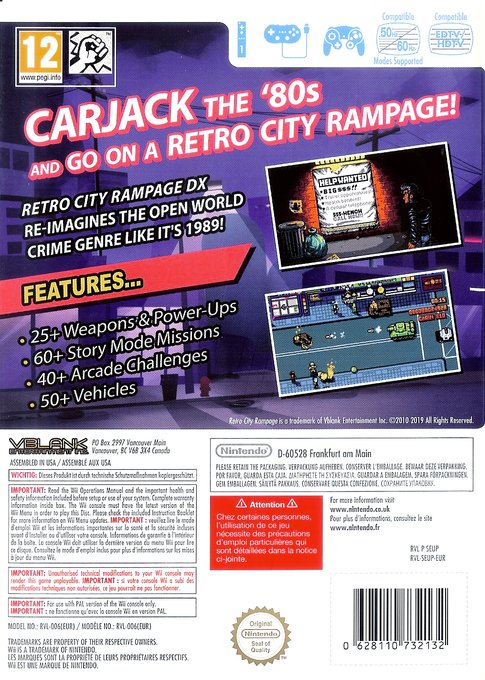 12
www.pegi.info
1
Compatible
50Hz
60Hz
Modes Supported
Compatible
EDTV
HDTV
CARJACK THE '80s
AND GO ON A RETRO CITY RAMPAGE!
RETRO CITY RAMPAGE DX
RE-IMAGINES THE OPEN WORLD
CRIME GENRE LIKE IT'S 1989!
HELP WANTED
FEATURES...
• 25+ Weapons & Power-Ups
• 60+ Story Mode Missions
• 40+ Arcade Challenges
• 50+ Vehicles
Retro City Rampage is a trademark of Vblank Entertainment Inc. ©2010 2019 All Rights Reserved.
VBLANK
ENTERTAINMENT INC.
PO Box 2997 Vancouver Main
Vancouver, BC V6B 3X4 Canada
ASSEMBLED IN USA / ASSEMBLÉ AUX USA
WICHTIG: Dieses Produkt ist durch technische Schutzmaßnahmen kopiergeschützt.
IMPORTANT: Read the Wii Operations Manual and the important health and
safety information included before setup or use of your system. Complete warranty
information inside box. The Wii console must have the latest version of the
Wii Menu in order to play this Disc. Please check the included Instruction Booklet
for more information on Wii Menu updates. IMPORTANT : veuillez lire le mode
d'emploi Wii et les informations importantes sur la santé et la sécurité incluses
avant d'installer ou d'utiliser votre console. Informations de garantie à l'intérieur
de la boîte. La console Wii doit utiliser la dernière version du menu Wii pour lire
ce disque. Consultez le mode d'emploi inclus pour plus d'informations sur les mises
à jour du menu Wii.
IMPORTANT: Unauthorised technical modifications to your Wii console may
render this game unplayable. IMPORTANT : si votre console Wii a subi des
modifications techniques non autorisées, ce jeu pourrait ne pas fonctionner.
IMPORTANT: For use with PAL version of the Wii console only.
IMPORTANT : ne fonctionne qu'avec la console Wii en version PAL.
MODEL NO.: RVL-006(EUR) / MODÈLE NO.: RVL-006(EUR)
TRADEMARKS ARE PROPERTY OF THEIR RESPECTIVE OWNERS.
Wii IS A TRADEMARK OF NINTENDO.
LES MARQUES SONT LA PROPRIÉTÉ DE LEURS PROPRIÉTAIRES RESPECTIFS.
Wii EST UNE MARQUE DE NINTENDO.
Nintendo
D-60528 Frankfurt am Main
PLEASE RETAIN THE PACKAGING. VERPACKUNG AUFHEBEN. CONSERVER L'EMBALLAGE. BEWAAR DEZE VERPAKKING.
Attention
Chez certaines personnes,
l'utilisation de ce jeu
nécessite des précautions
d'emploi particulières qui
sont détaillées dans la notice
ci-jointe.
For more information visit
www.nintendo.co.uk
Pour plus d'informations, consultez le site
www.nintendo.fr
RVL P SEUP
RVL-SEUP-EUR
Original
Nintendo
Seal of
Quality
0 628110 732132